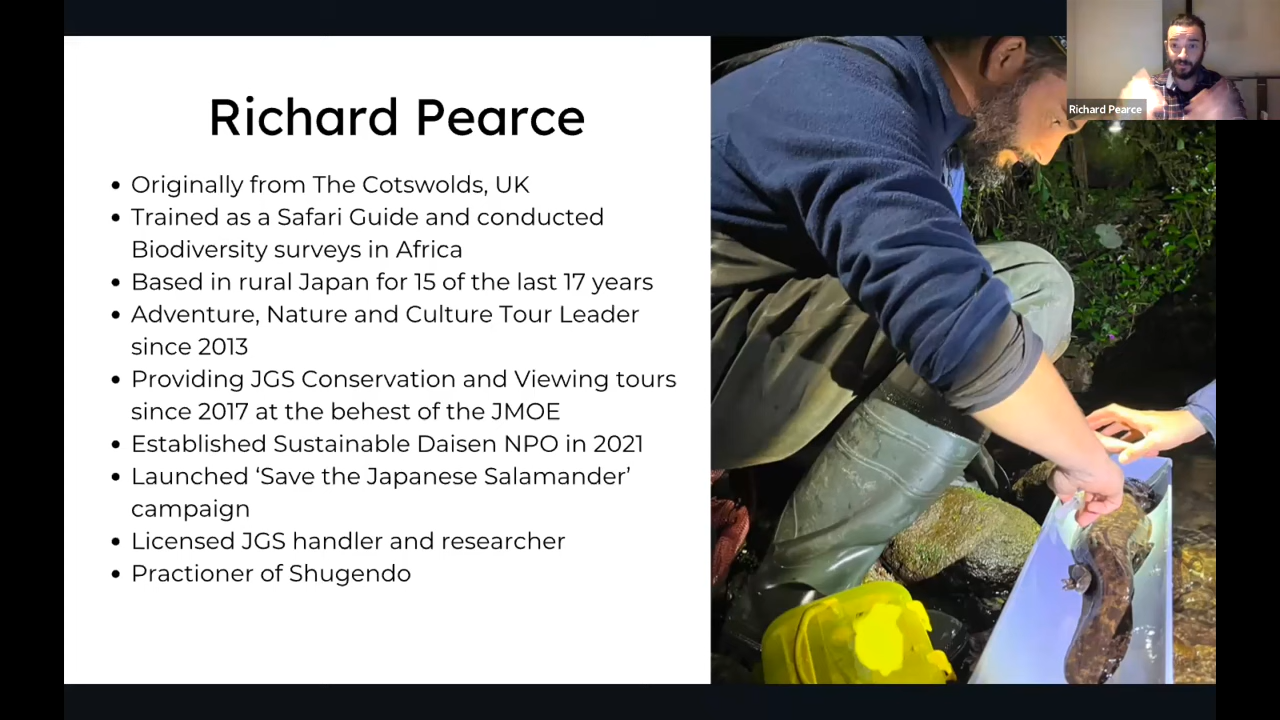 Richard Pearce
Richard Pearce
• Originally from The Cotswolds, UK
• Trained as a Safari Guide and conducted
Biodiversity surveys in Africa
• Based in rural Japan for 15 of the last 17 years
• Adventure, Nature and Culture Tour Leader
since 2013
• Providing JGS Conservation and Viewing tours
since 2017 at the behest of the JMOE
• Established Sustainable Daisen NPO in 2021
• Launched ‘Save the Japanese Salamander’
campaign
• Licensed JGS handler and researcher
• Practioner of Shugendo